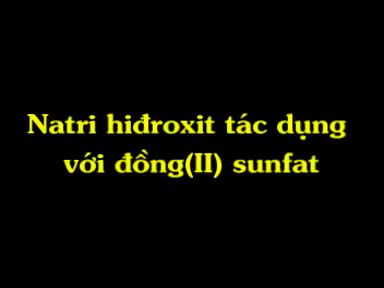 Natri hiđroxit tác dụng
với đồng(II) sunfat